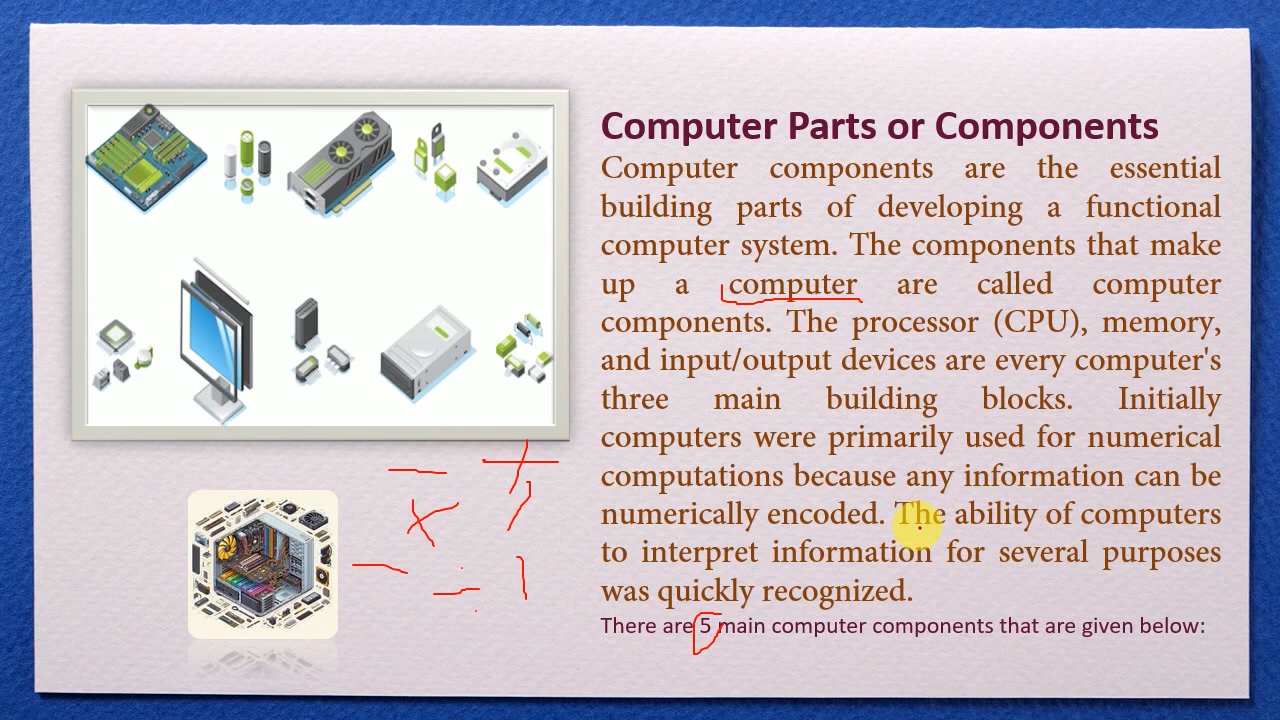 Computer Parts or Components
Computer components are the essential
building parts of developing a functional
computer system. The components that make
up a computer are called computer
components. The processor (CPU), memory,
and input/output devices are every computer's
three main building blocks. Initially
computers were primarily used for numerical
computations because any information can be
numerically encoded. The ability of computers
to interpret information for several purposes
was quickly recognized.
There are 5 main computer components that are given below: